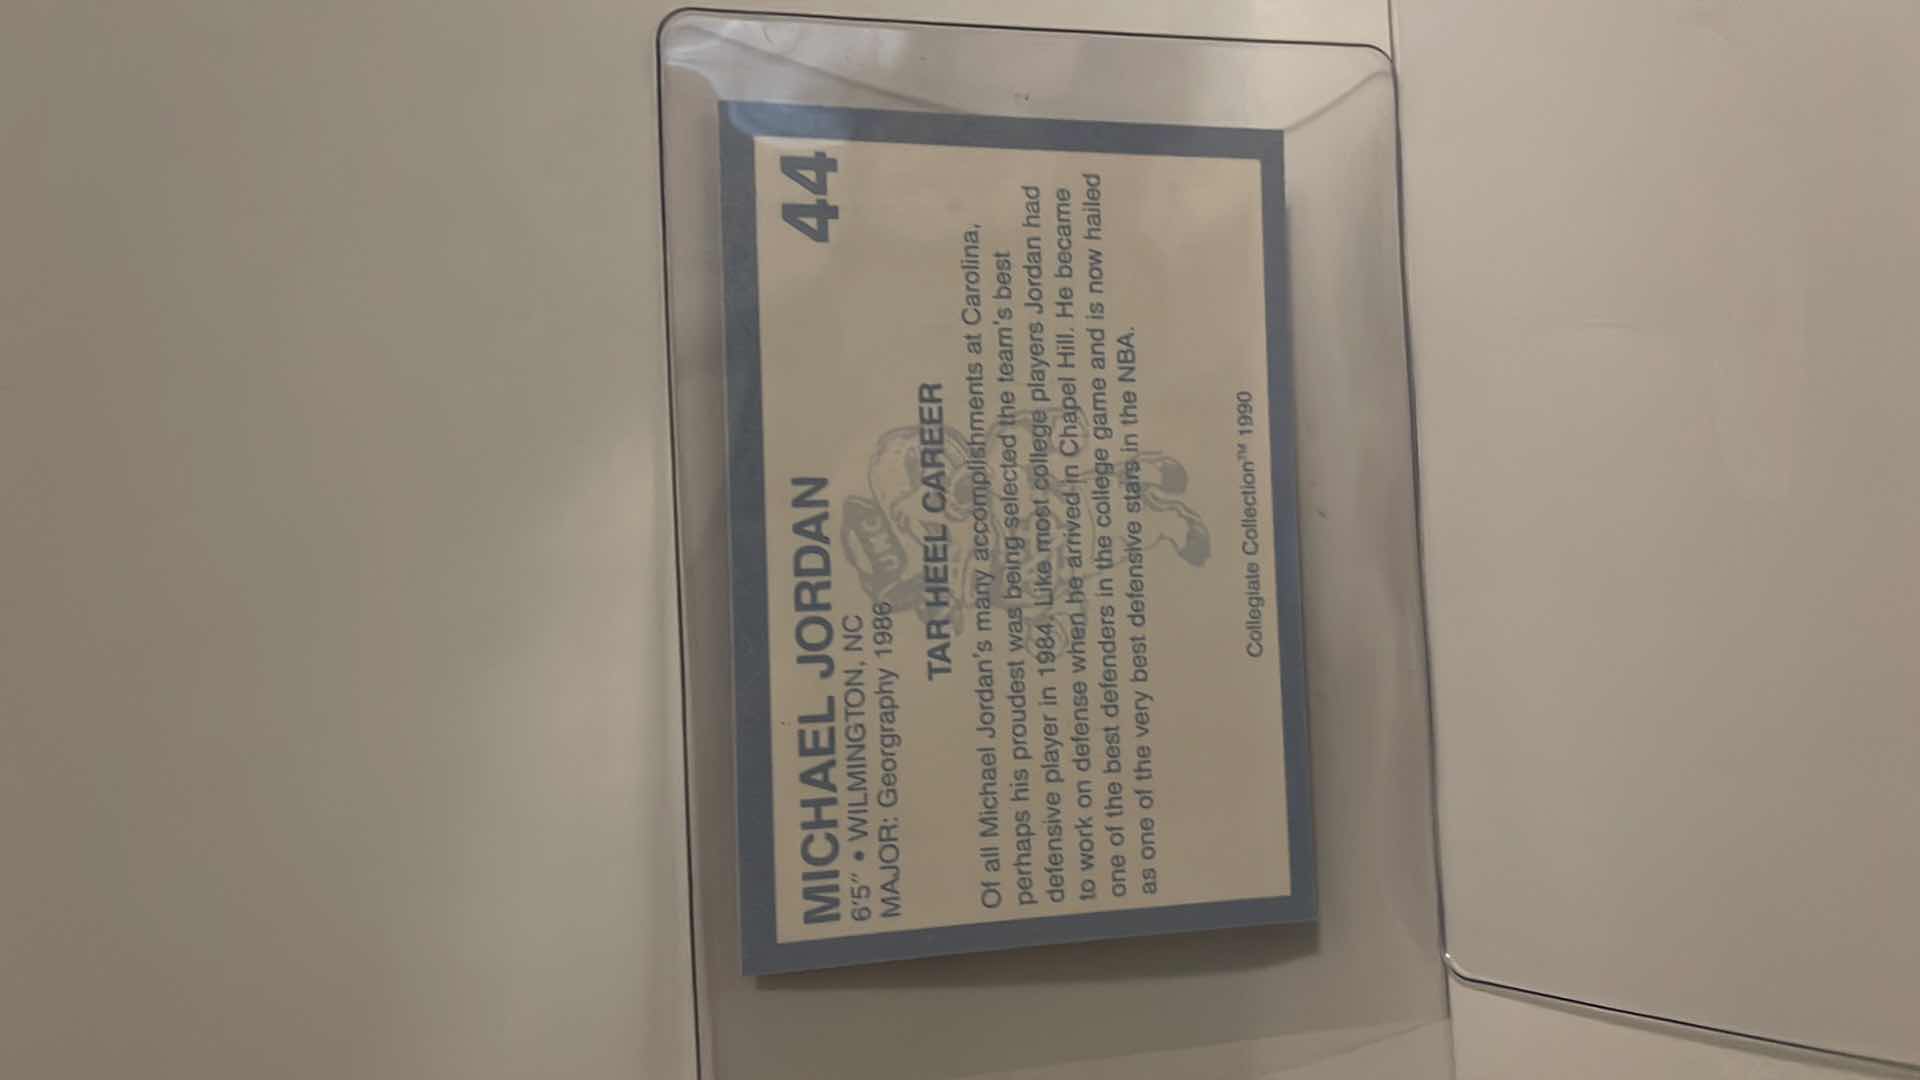 MICHAEL JORDAN 44
6'5" • WILMINGTON, NC
MAJOR: Georgraphy 1986
UNC
TAR HEEL CAREER
Of all Michael Jordan's many accomplishments at Carolina,
perhaps his proudest was being selected the team's best
defensive player in 1984. Like most college players Jordan had
to work on defense when he arrived in Chapel Hill. He became
one of the best defenders in the college game and is now hailed
as one of the very best defensive stars in the NBA.
Collegiate Collection™ 1990